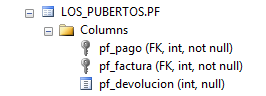 LOS_PUBERTOS.PF
Columns
pf_pago (FK, int, not null)
pf_factura (FK, int, not null)
pf_devolucion (int, null)